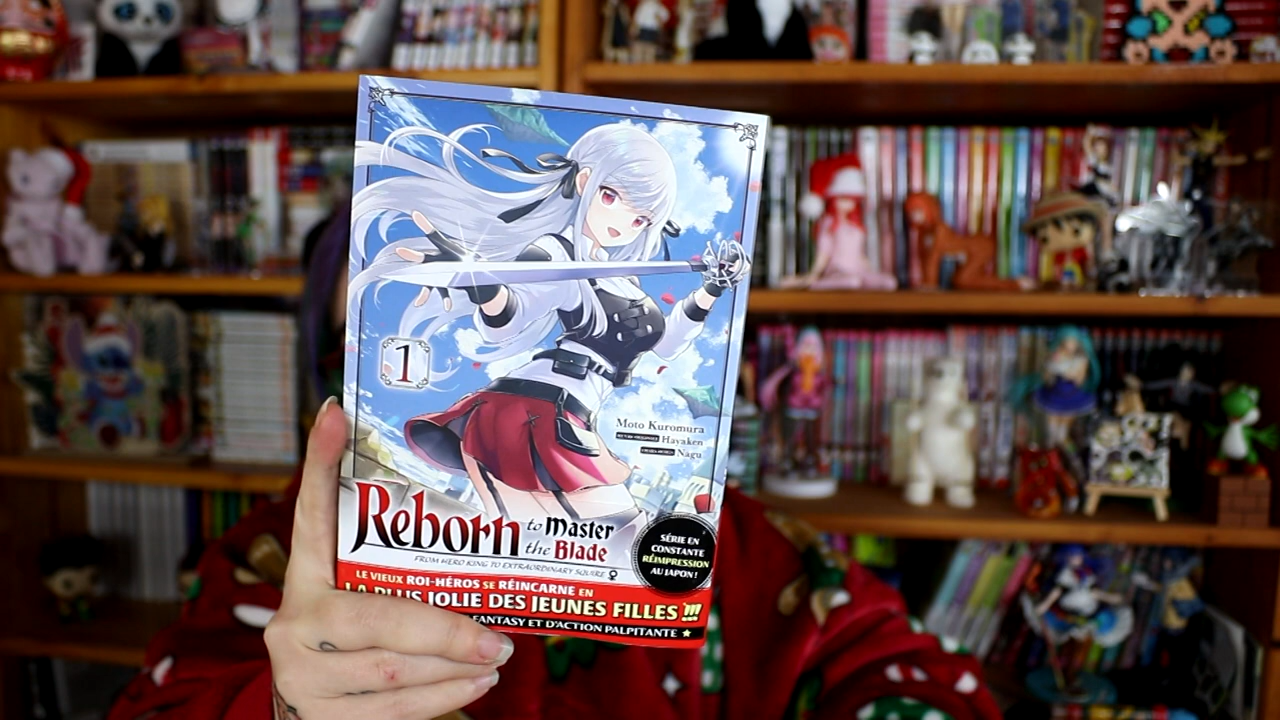 1
Moto Kuromura
Hayaken
Nagu
Reborn
to Master
the Blade
FROM HERO KING TO EXTRAORDINARY SQUIRE ♀
SÉRIE EN
CONSTANTE
RÉIMPRESSION
AU JAPON !
LE VIEUX ROI-HÉROS SE RÉINCARNE EN
LA PLUS JOLIE DES JEUNES FILLES !!!
FANTASY ET D'ACTION PALPITANTE ★